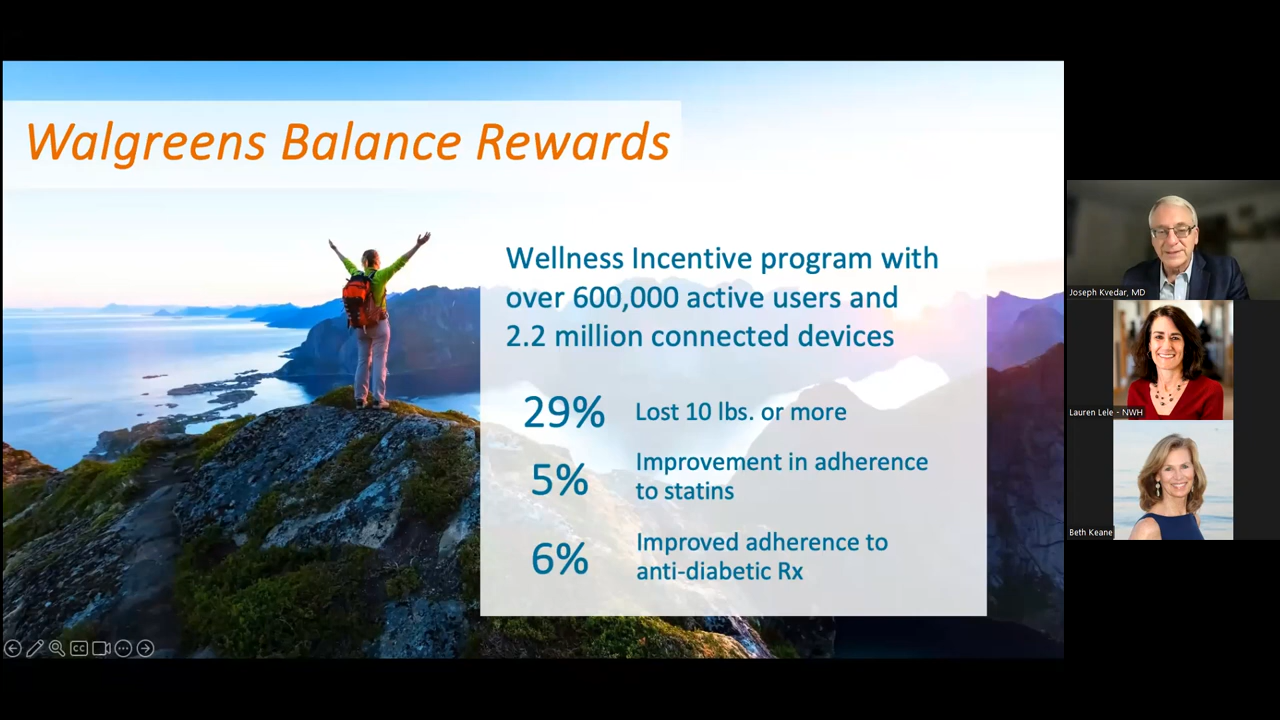 Walgreens Balance Rewards
Wellness Incentive program with
over 600,000 active users and
2.2 million connected devices
29% Lost 10 lbs. or more
5% Improvement in adherence
to statins
6% Improved adherence to
anti-diabetic Rx
CC
Joseph Kvedar, MD
Lauren Lele - NWH
Beth Keane